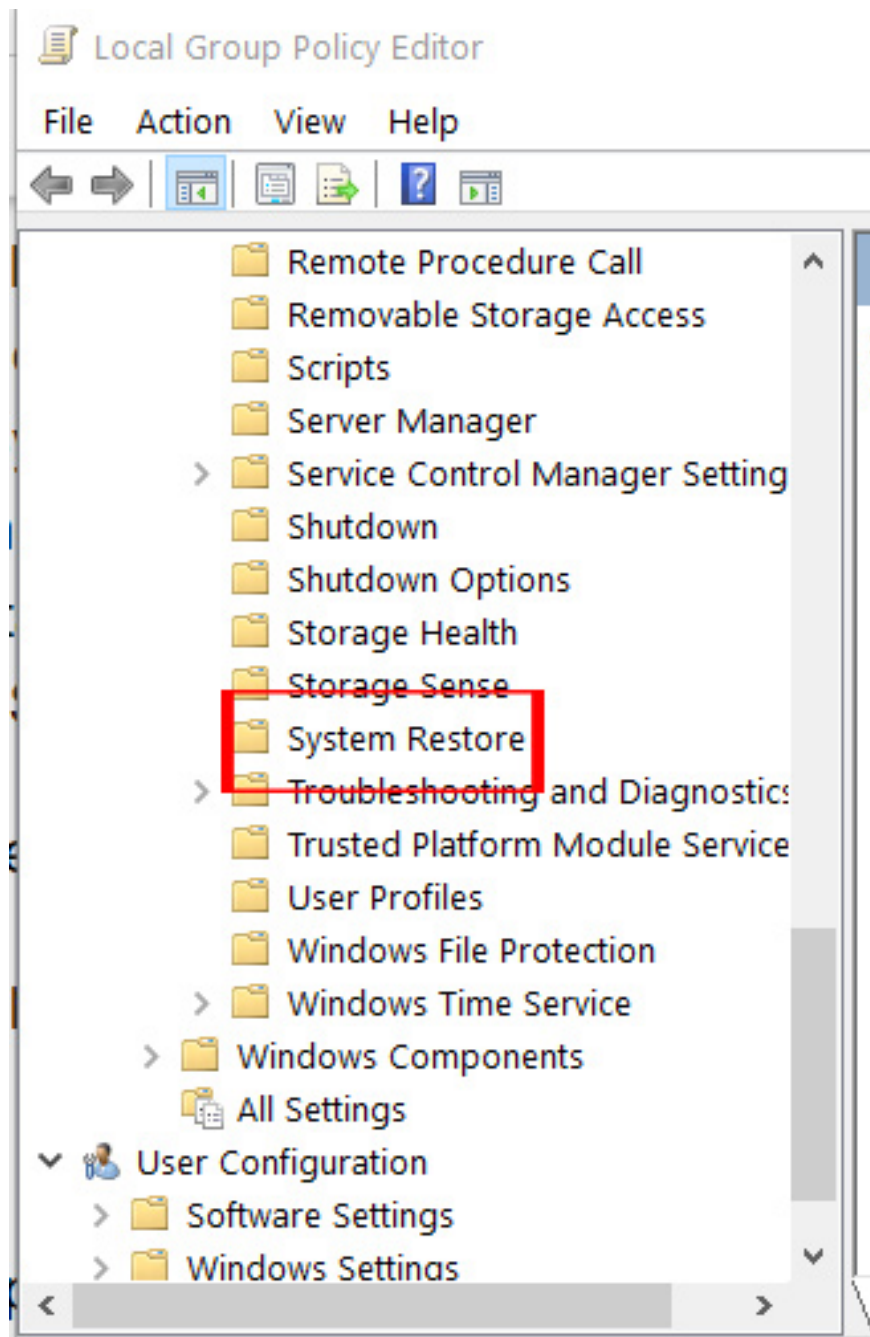 Local Group Policy Editor
File Action View Help
Remote Procedure Call
Removable Storage Access
Scripts
Server Manager
Service Control Manager Setting
Shutdown
Shutdown Options
Storage Health
Storage Sense
System Restore
Troubleshooting and Diagnostics
Trusted Platform Module Service
User Profiles
Windows File Protection
Windows Time Service
Windows Components
All Settings
User Configuration
Software Settings
Windows Settings